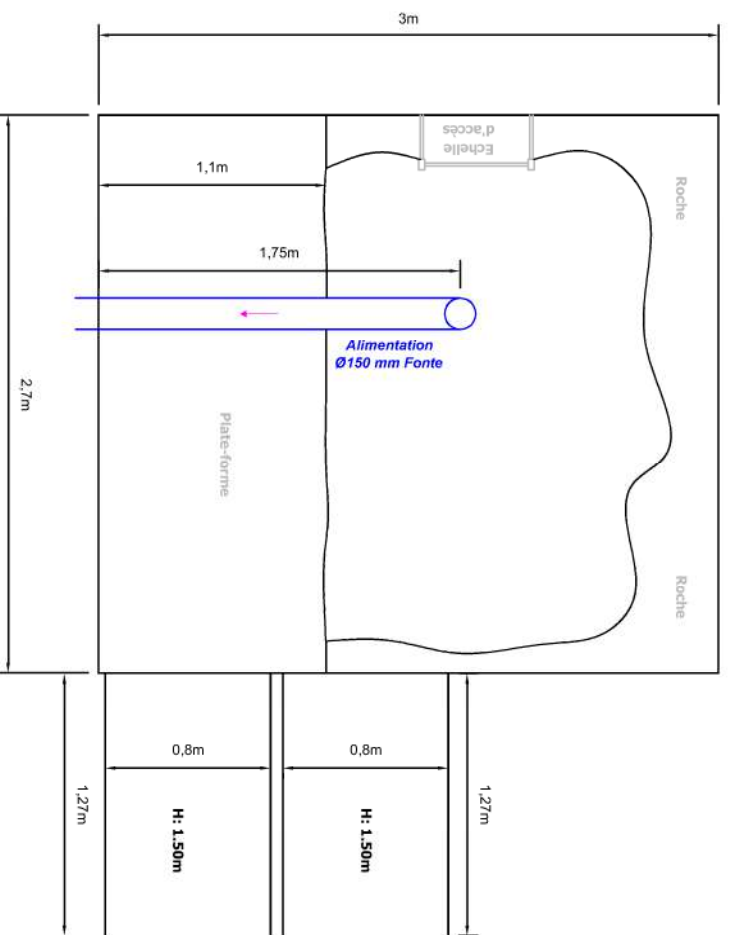 3m
Echelle
d'accès
1,1m
Roche
1,75m
Alimentation
Ø150 mm Fonte
2,7m
Plate-forme
Roche
0,8m
0,8m
1,27m
H: 1.50m
H: 1.50m
1,27m